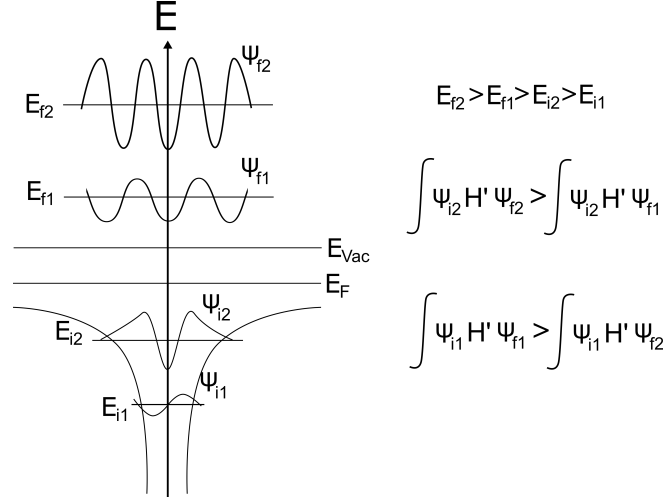 E
Ψf2
Ef2
Ef2 > Ef1 > Ei2 > Ei1
Ψf1
Ef1
∫ Ψi2 H' Ψf2 > ∫ Ψi2 H' Ψf1
EVac
EF
Ψi2
Ei2
∫ Ψi1 H' Ψf1 > ∫ Ψi1 H' Ψf2
Ψi1
Ei1